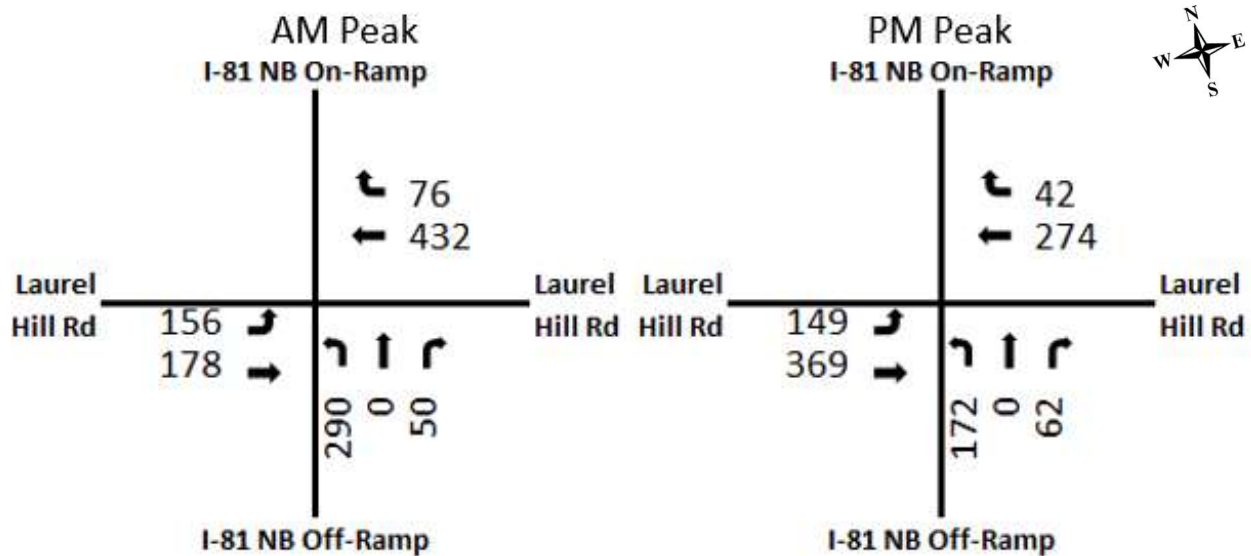 AM Peak
I-81 NB On-Ramp
76
432
Laurel
Hill Rd
Laurel
Hill Rd
156
178
290
0
50
I-81 NB Off-Ramp
PM Peak
I-81 NB On-Ramp
42
274
Laurel
Hill Rd
Laurel
Hill Rd
149
369
172
0
62
I-81 NB Off-Ramp
N
W
E
S